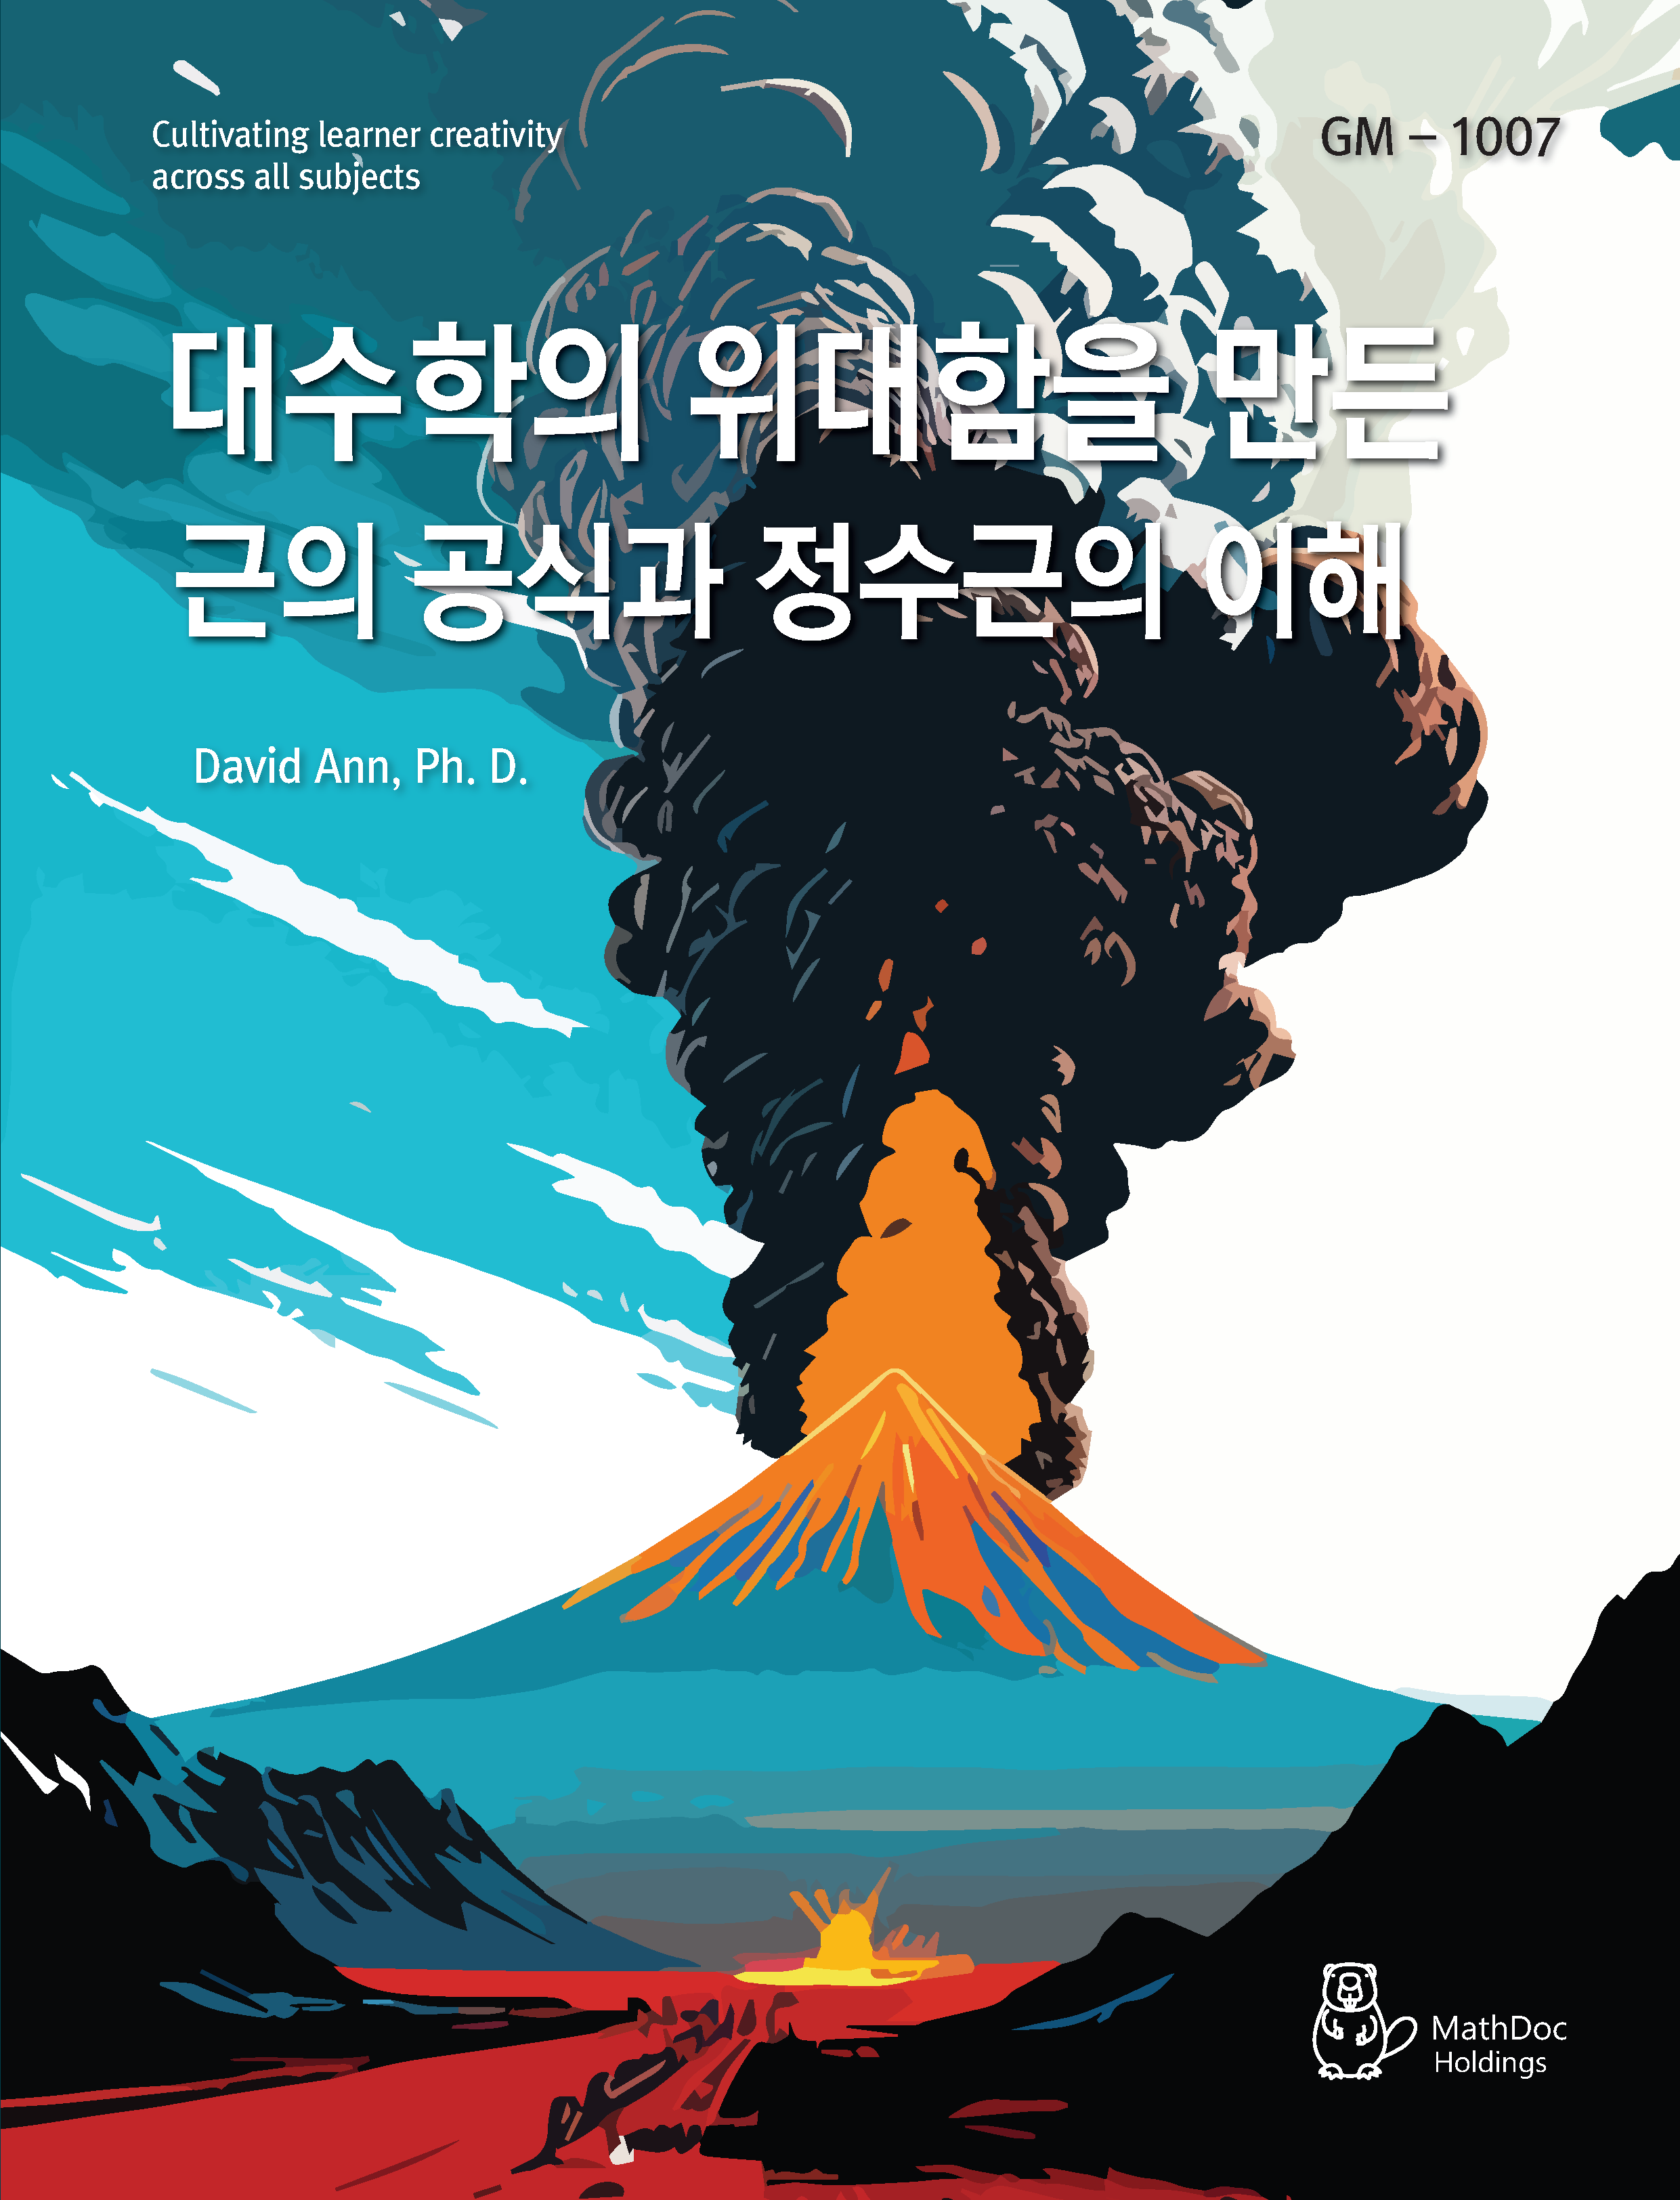 Cultivating learner creativity
across all subjects
GM – 1007
대수학의 위대함을 만든
근의 공식과 정수근의 이해
David Ann, Ph. D.
MathDoc
Holdings